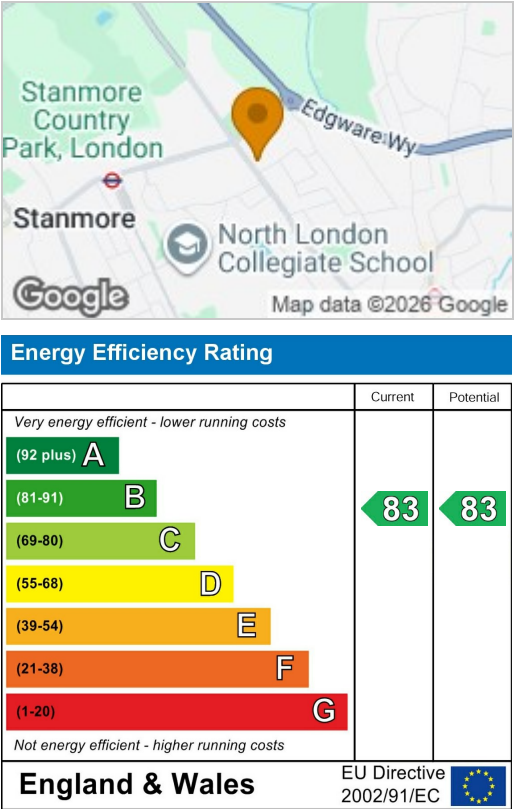 Stanmore
Country
Park, London
Edgware Wy
Stanmore
North London
Collegiate School
Google
Map data ©2026 Google
Energy Efficiency Rating
Current
Potential
Very energy efficient - lower running costs
(92 plus) A
(81-91) B
83
83
(69-80) C
(55-68) D
(39-54) E
(21-38) F
(1-20) G
Not energy efficient - higher running costs
England & Wales
EU Directive
2002/91/EC